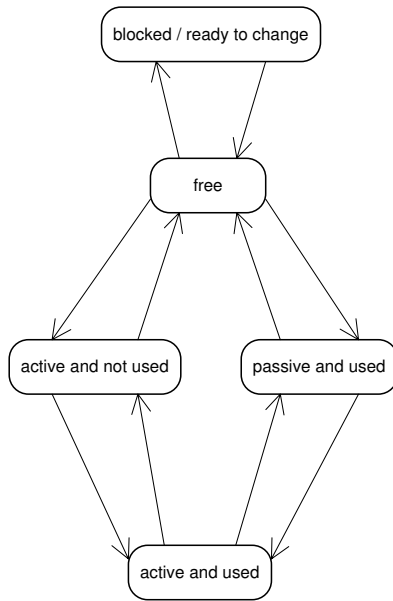 blocked / ready to change
free
active and not used
passive and used
active and used